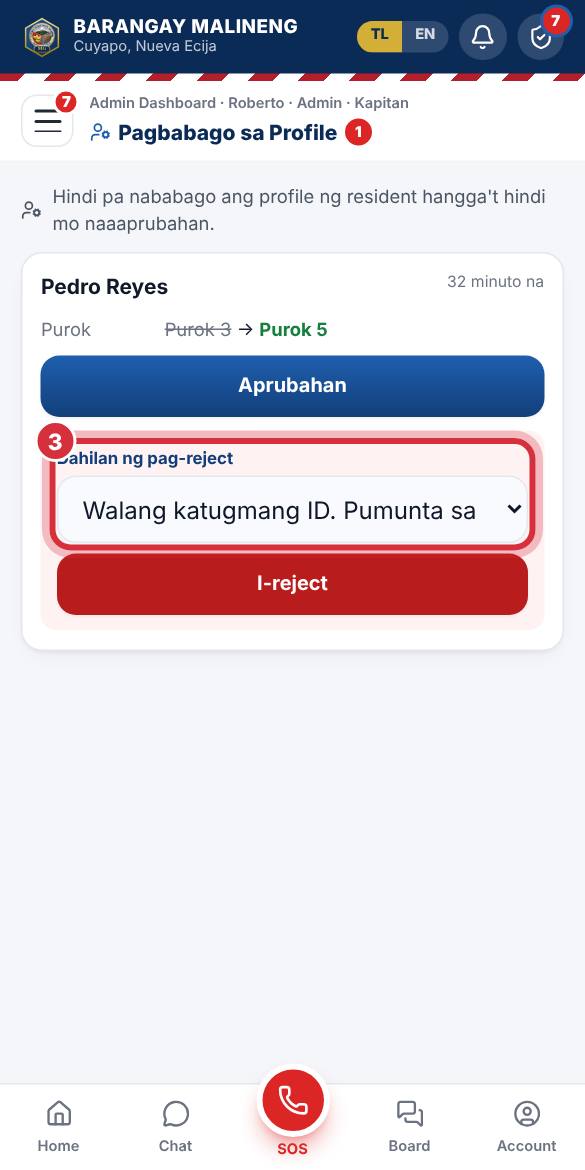 BARANGAY MALINENG
Cuyapo, Nueva Ecija
TL EN
7
7
Admin Dashboard · Roberto · Admin · Kapitan
Pagbabago sa Profile 1
Hindi pa nababago ang profile ng resident hangga't hindi
mo naaaprubahan.
Pedro Reyes 32 minuto na
Purok Purok 3 → Purok 5
Aprubahan
3
Dahilan ng pag-reject
Walang katugmang ID. Pumunta sa
I-reject
Home Chat SOS Board Account